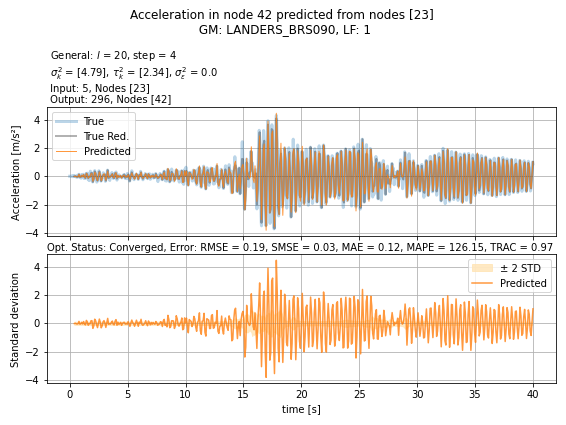 Acceleration in node 42 predicted from nodes [23]
GM: LANDERS_BRS090, LF: 1
General: l = 20, step = 4
σ²ₖ = [4.79], τ²ₖ = [2.34], σ²ε = 0.0
Input: 5, Nodes [23]
Output: 296, Nodes [42]
Acceleration [m/s²]
4
2
0
−2
−4
True
True Red.
Predicted
Opt. Status: Converged, Error: RMSE = 0.19, SMSE = 0.03, MAE = 0.12, MAPE = 126.15, TRAC = 0.97
Standard deviation
4
2
0
−2
−4
± 2 STD
Predicted
0 5 10 15 20 25 30 35 40
time [s]